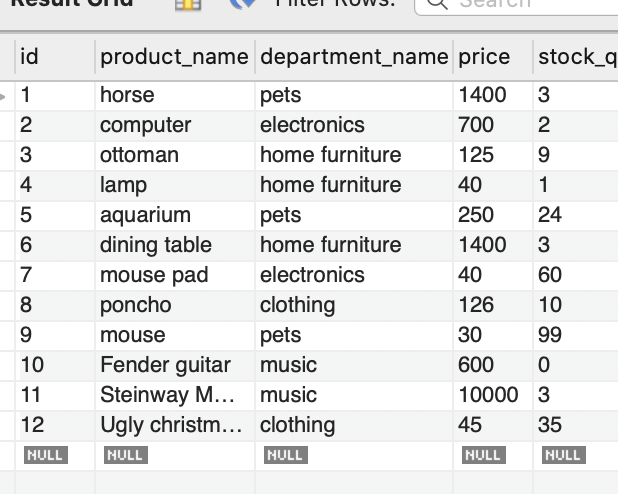 Result Grid Filter Rows: Search
id product_name department_name price stock_q
1 horse pets 1400 3
2 computer electronics 700 2
3 ottoman home furniture 125 9
4 lamp home furniture 40 1
5 aquarium pets 250 24
6 dining table home furniture 1400 3
7 mouse pad electronics 40 60
8 poncho clothing 126 10
9 mouse pets 30 99
10 Fender guitar music 600 0
11 Steinway M... music 10000 3
12 Ugly christm... clothing 45 35
NULL NULL NULL NULL NULL